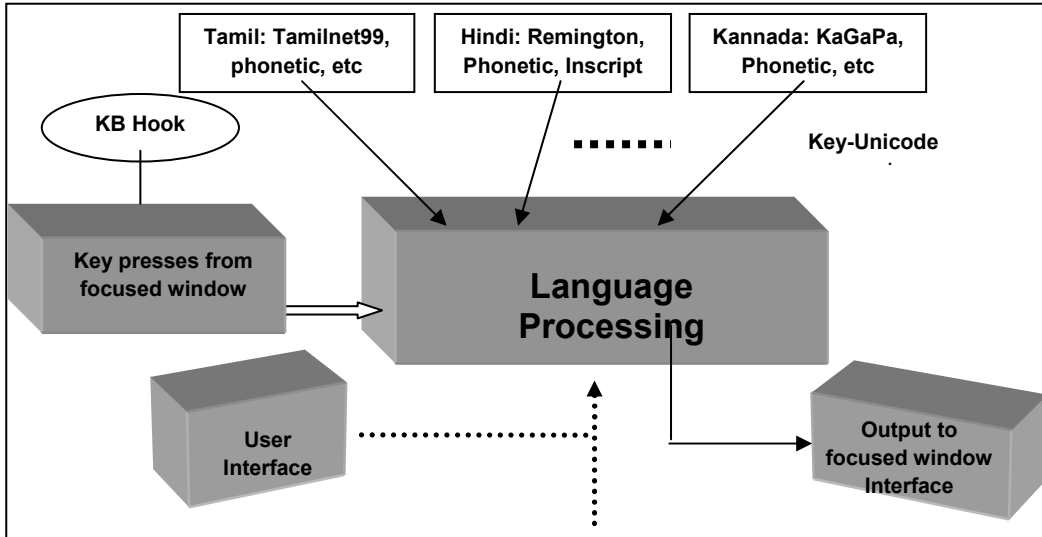 Tamil: Tamilnet99,
phonetic, etc
Hindi: Remington,
Phonetic, Inscript
Kannada: KaGaPa,
Phonetic, etc
KB Hook
Key-Unicode
Key presses from
focused window
Language
Processing
User
Interface
Output to
focused window
Interface